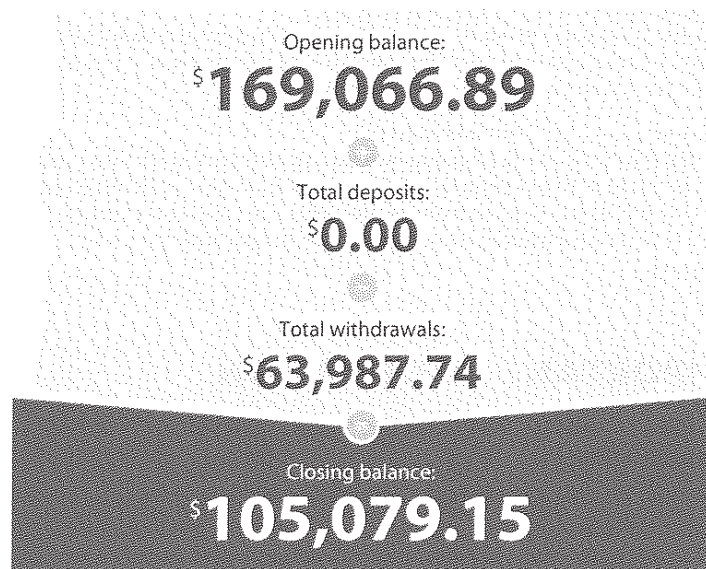 Opening balance:
$169,066.89
Total deposits:
$0.00
Total withdrawals:
$63,987.74
Closing balance:
$105,079.15